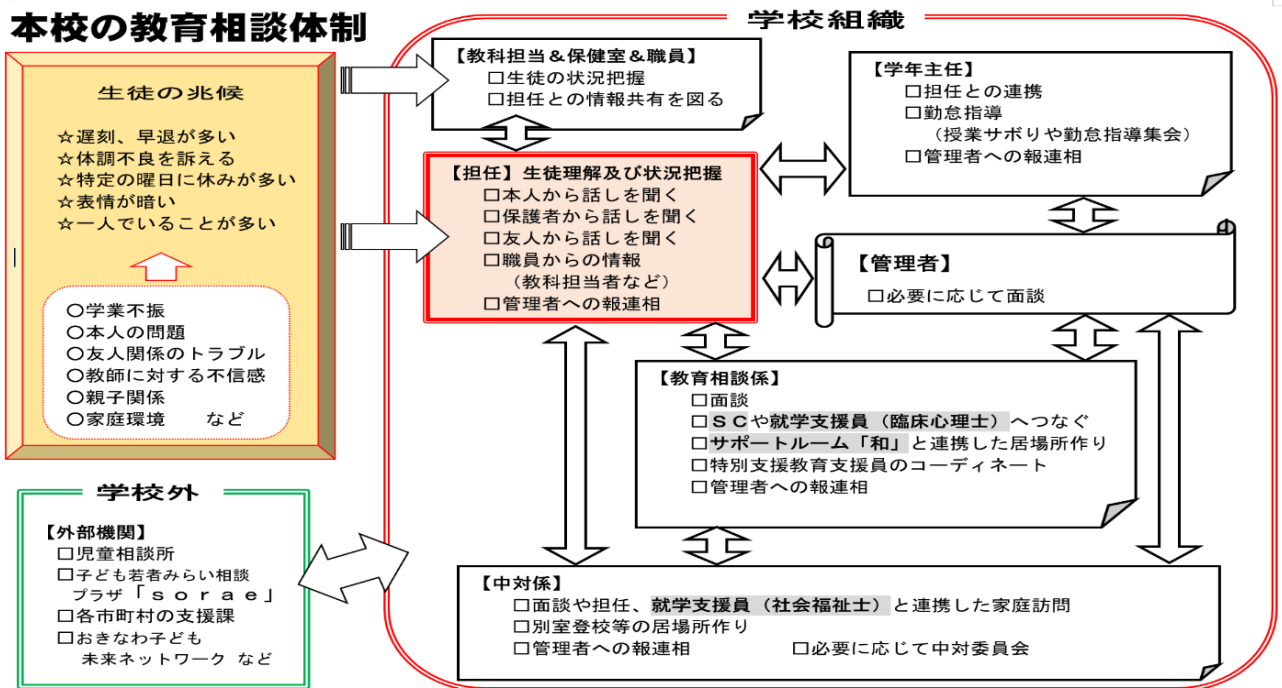 本校の教育相談体制
生徒の兆候
☆遅刻、早退が多い
☆体調不良を訴える
☆特定の曜日に休みが多い
☆表情が暗い
☆一人でいることが多い
〇学業不振
〇本人の問題
〇友人関係のトラブル
〇教師に対する不信感
〇親子関係
〇家庭環境　　など
学校外
【外部機関】
□児童相談所
□子ども若者みらい相談
プラザ「ｓｏｒａｅ」
□各市町村の支援課
□おきなわ子ども
未来ネットワーク など
学校組織
【教科担当＆保健室＆職員】
□生徒の状況把握
□担任との情報共有を図る
【学年主任】
□担任との連携
□勤怠指導
（授業サボりや勤怠指導集会）
□管理者への報連相
【担任】生徒理解及び状況把握
□本人から話しを聞く
□保護者から話しを聞く
□友人から話しを聞く
□職員からの情報
（教科担当者など）
□管理者への報連相
【管理者】
□必要に応じて面談
【教育相談係】
□面談
□ＳＣや就学支援員（臨床心理士）へつなぐ
□サポートルーム「和」と連携した居場所作り
□特別支援教育支援員のコーディネート
□管理者への報連相
【中対係】
□面談や担任、就学支援員（社会福祉士）と連携した家庭訪問
□別室登校等の居場所作り
□管理者への報連相　　　　□必要に応じて中対委員会